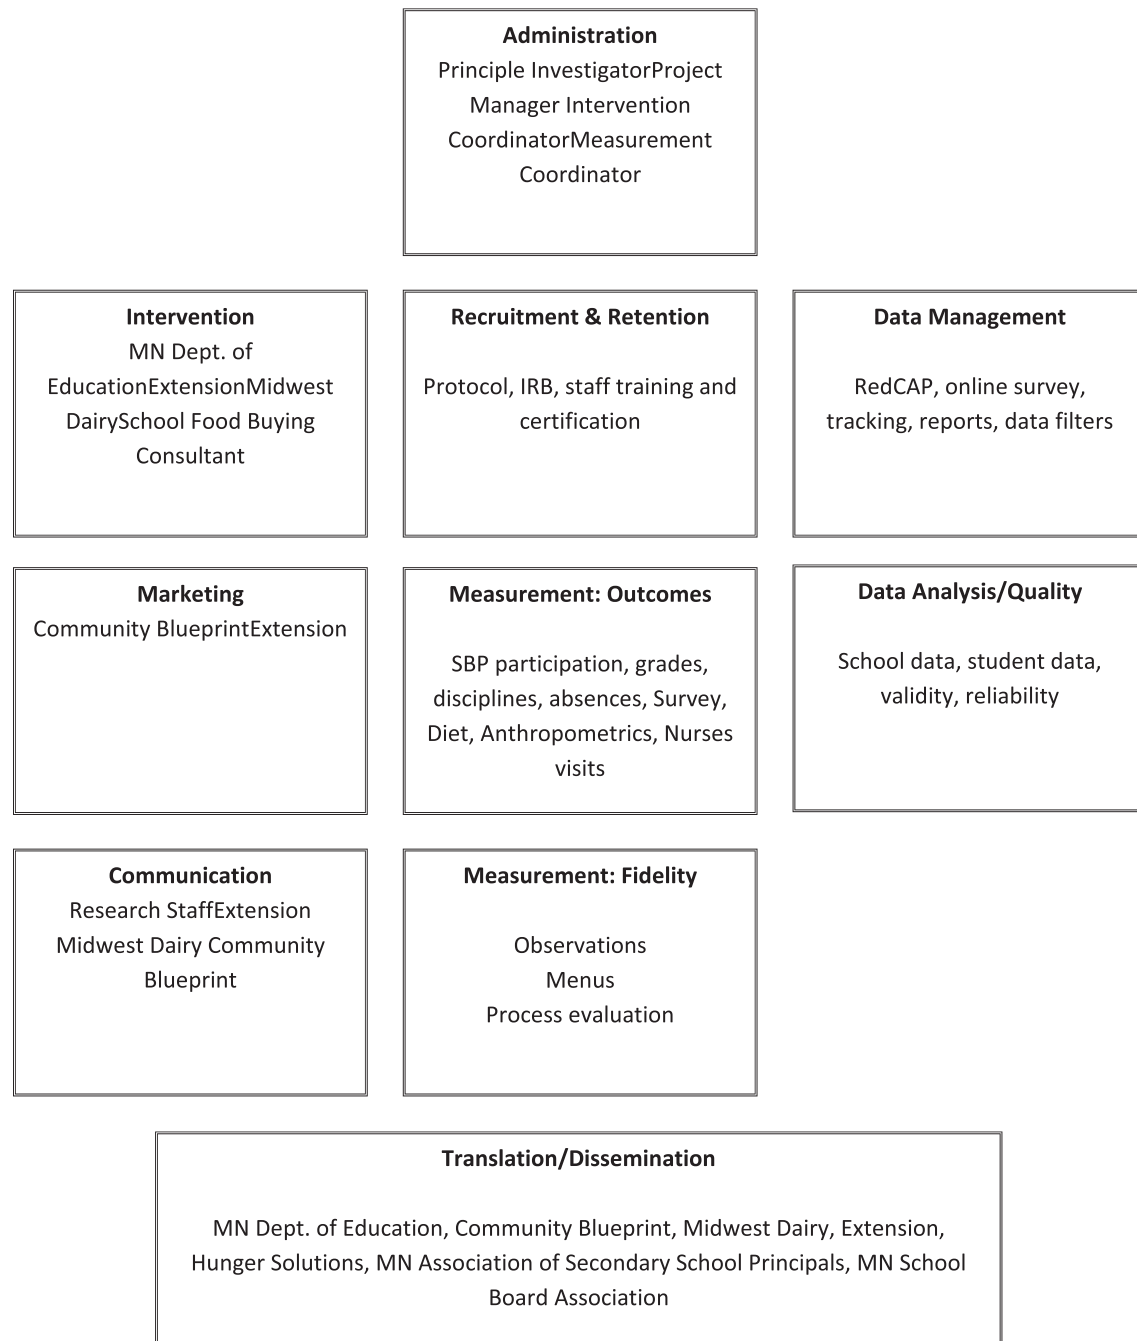 Administration
Principle InvestigatorProject
Manager Intervention
CoordinatorMeasurement
Coordinator
Intervention
MN Dept. of
EducationExtensionMidwest
DairySchool Food Buying
Consultant
Recruitment & Retention
Protocol, IRB, staff training and
certification
Data Management
RedCAP, online survey,
tracking, reports, data filters
Marketing
Community BlueprintExtension
Measurement: Outcomes
SBP participation, grades,
disciplines, absences, Survey,
Diet, Anthropometrics, Nurses
visits
Data Analysis/Quality
School data, student data,
validity, reliability
Communication
Research StaffExtension
Midwest Dairy Community
Blueprint
Measurement: Fidelity
Observations
Menus
Process evaluation
Translation/Dissemination
MN Dept. of Education, Community Blueprint, Midwest Dairy, Extension,
Hunger Solutions, MN Association of Secondary School Principals, MN School
Board Association